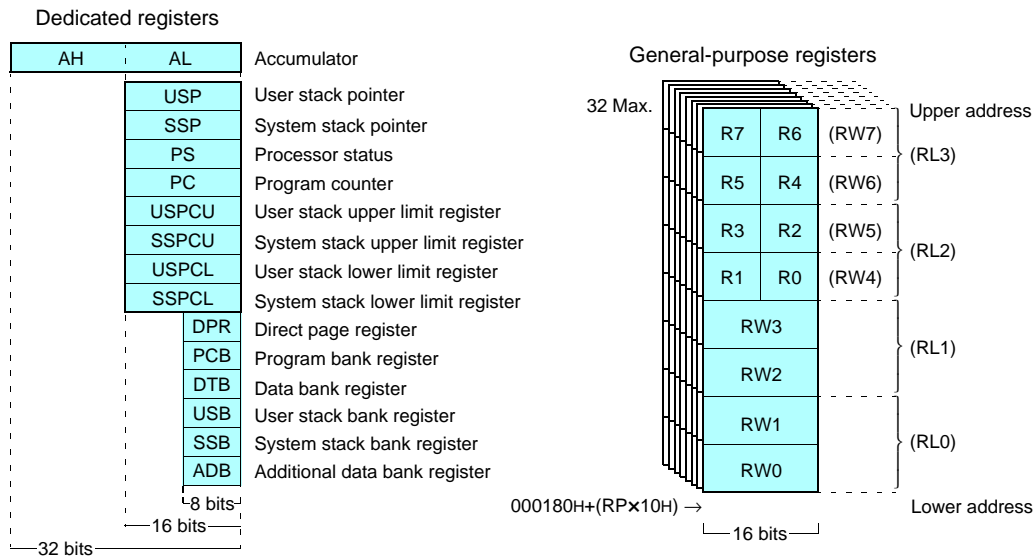 Dedicated registers
AH AL Accumulator
USP User stack pointer
SSP System stack pointer
PS Processor status
PC Program counter
USPCU User stack upper limit register
SSPCU System stack upper limit register
USPCL User stack lower limit register
SSPCL System stack lower limit register
DPR Direct page register
PCB Program bank register
DTB Data bank register
USB User stack bank register
SSB System stack bank register
ADB Additional data bank register
8 bits
16 bits
32 bits
General-purpose registers
32 Max. Upper address
R7 R6 (RW7)
(RL3)
R5 R4 (RW6)
R3 R2 (RW5)
(RL2)
R1 R0 (RW4)
RW3
(RL1)
RW2
RW1
(RL0)
RW0
000180H+(RP×10H) → Lower address
16 bits